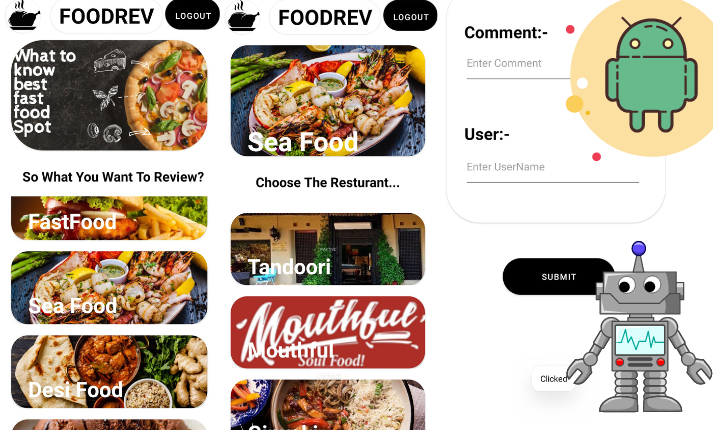 FOODREV
LOGOUT
What to
know
best
fast
food
Spot
So What You Want To Review?
FastFood
Sea Food
Desi Food
FOODREV
LOGOUT
Sea Food
Choose The Resturant...
Tandoori
Mouthful
Mouthful
Soul Food!
Comment:-
Enter Comment
User:-
Enter UserName
SUBMIT
Clicked